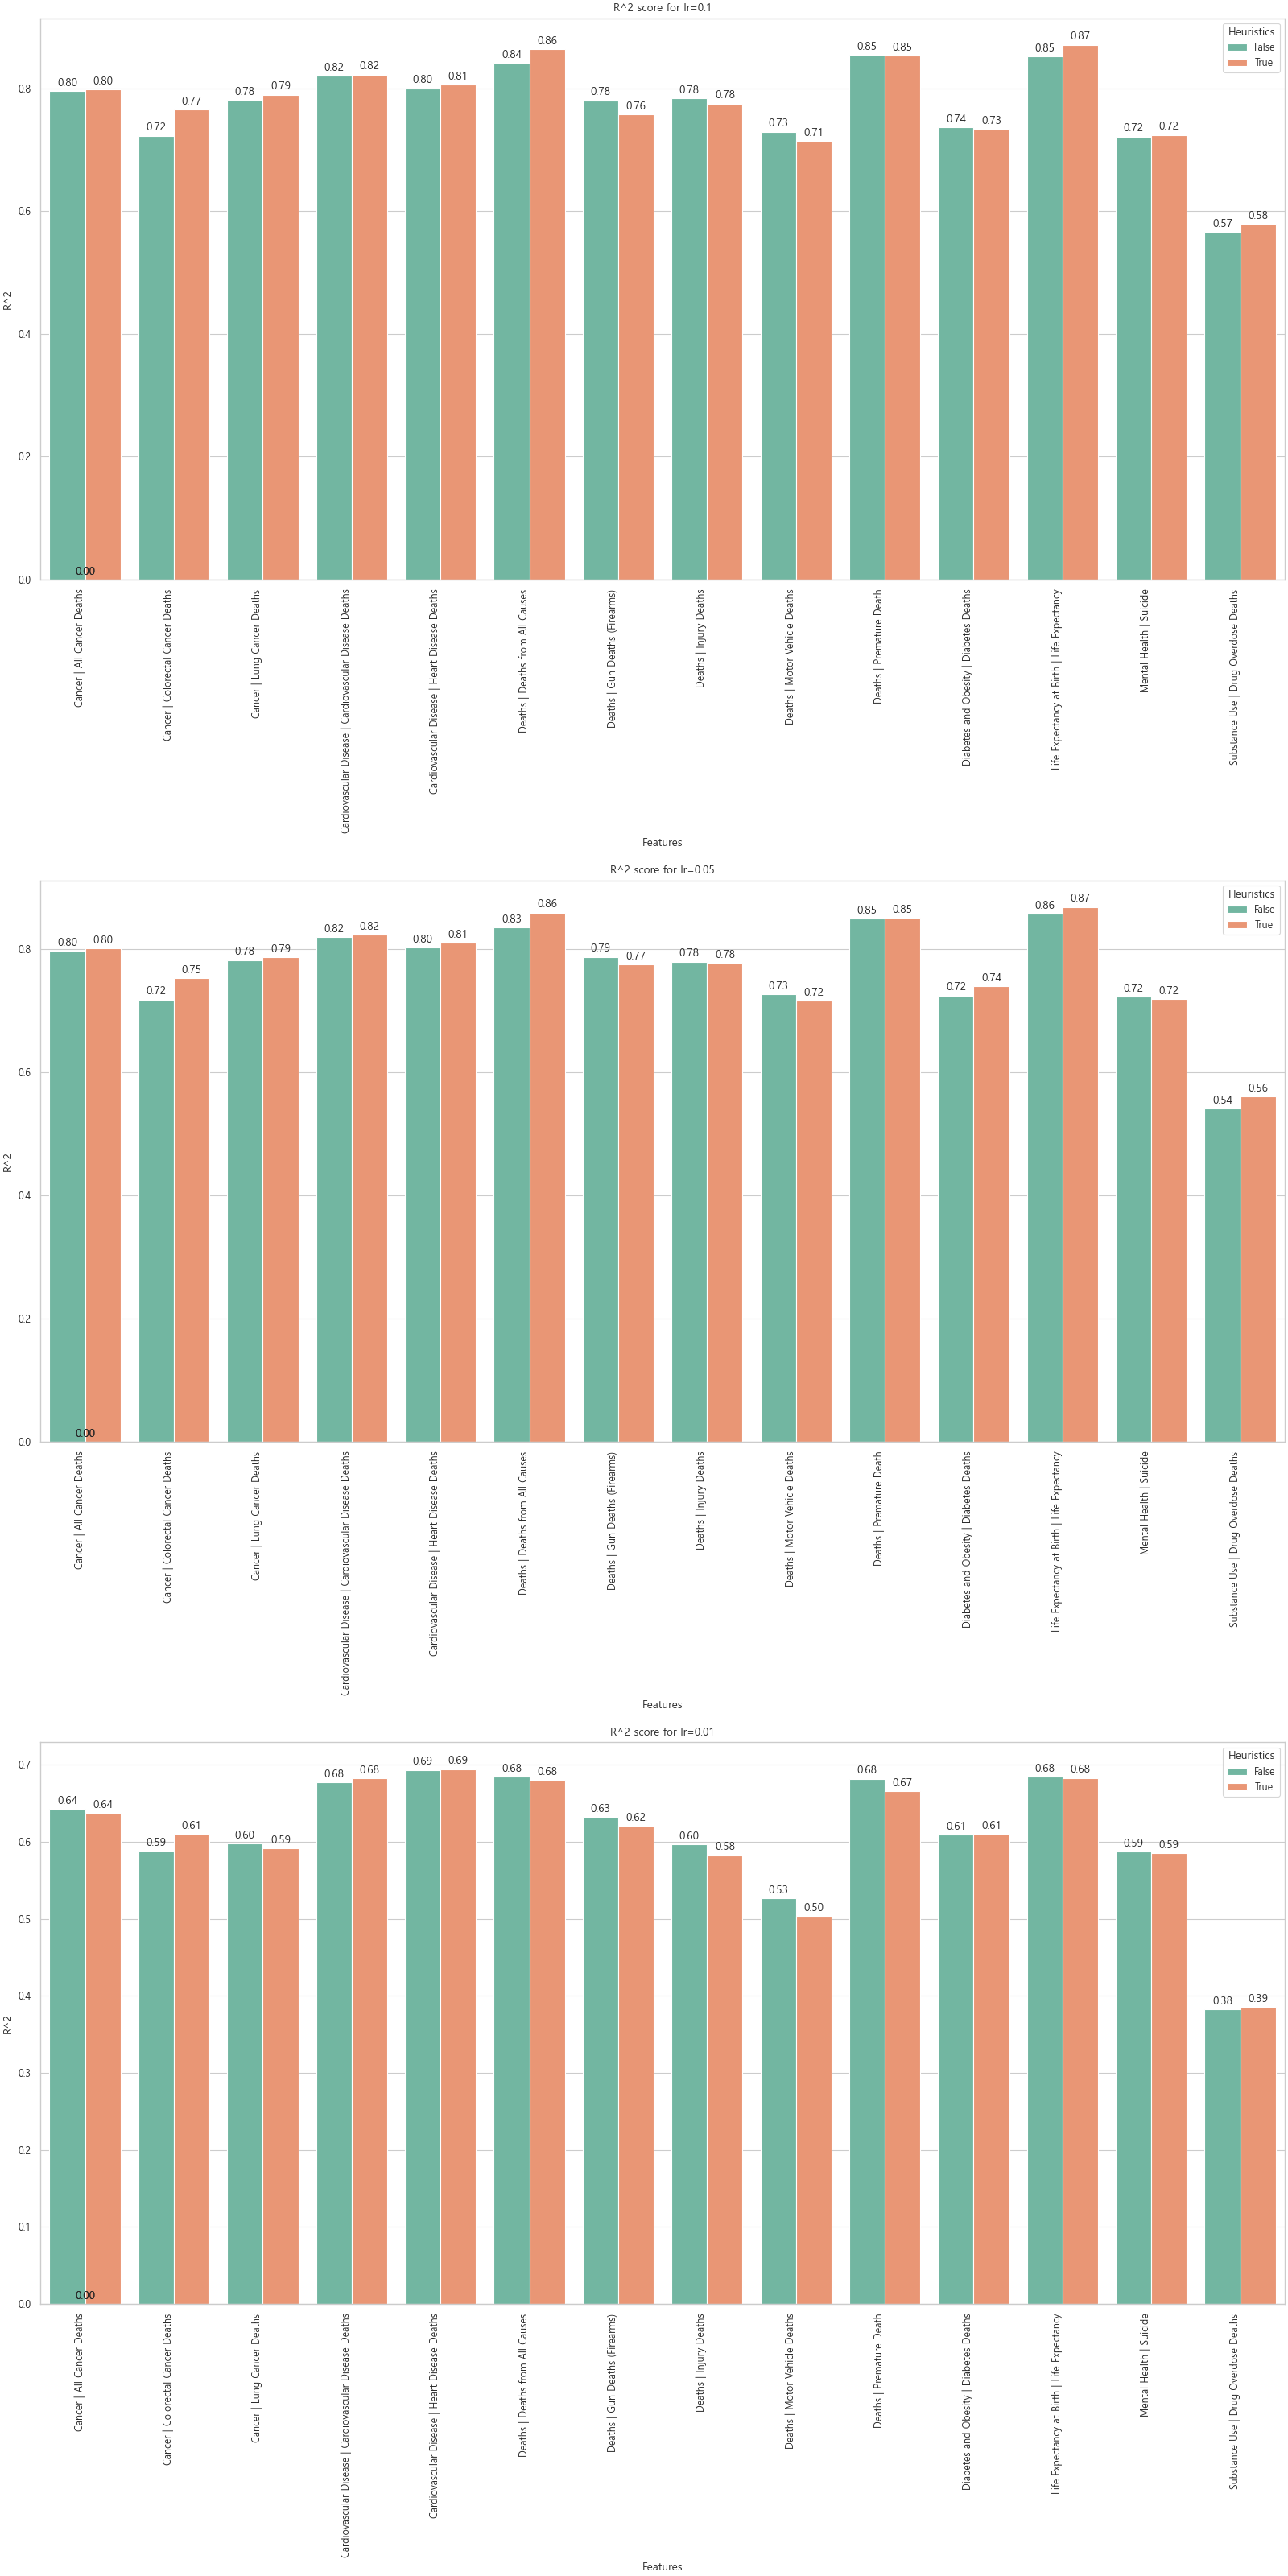 R^2 score for lr=0.1
Heuristics
False
True
0.80 0.80 0.72 0.77 0.78 0.79 0.82 0.82 0.80 0.81 0.84 0.86 0.78 0.76 0.78 0.78 0.73 0.71 0.85 0.85 0.74 0.73 0.85 0.87 0.72 0.72 0.57 0.58
0.00
R^2
0.8
0.6
0.4
0.2
0.0
Cancer | All Cancer Deaths
Cancer | Colorectal Cancer Deaths
Cancer | Lung Cancer Deaths
Cardiovascular Disease | Cardiovascular Disease Deaths
Cardiovascular Disease | Heart Disease Deaths
Deaths | Deaths from All Causes
Deaths | Gun Deaths (Firearms)
Deaths | Injury Deaths
Deaths | Motor Vehicle Deaths
Deaths | Premature Death
Diabetes and Obesity | Diabetes Deaths
Life Expectancy at Birth | Life Expectancy
Mental Health | Suicide
Substance Use | Drug Overdose Deaths
Features
R^2 score for lr=0.05
Heuristics
False
True
0.80 0.80 0.72 0.75 0.78 0.79 0.82 0.82 0.80 0.81 0.83 0.86 0.79 0.77 0.78 0.78 0.73 0.72 0.85 0.85 0.72 0.74 0.86 0.87 0.72 0.72 0.54 0.56
0.00
R^2
0.8
0.6
0.4
0.2
0.0
Cancer | All Cancer Deaths
Cancer | Colorectal Cancer Deaths
Cancer | Lung Cancer Deaths
Cardiovascular Disease | Cardiovascular Disease Deaths
Cardiovascular Disease | Heart Disease Deaths
Deaths | Deaths from All Causes
Deaths | Gun Deaths (Firearms)
Deaths | Injury Deaths
Deaths | Motor Vehicle Deaths
Deaths | Premature Death
Diabetes and Obesity | Diabetes Deaths
Life Expectancy at Birth | Life Expectancy
Mental Health | Suicide
Substance Use | Drug Overdose Deaths
Features
R^2 score for lr=0.01
Heuristics
False
True
0.64 0.64 0.59 0.61 0.60 0.59 0.68 0.68 0.69 0.69 0.68 0.68 0.63 0.62 0.60 0.58 0.53 0.50 0.68 0.67 0.61 0.61 0.68 0.68 0.59 0.59 0.38 0.39
0.00
R^2
0.7
0.6
0.5
0.4
0.3
0.2
0.1
0.0
Cancer | All Cancer Deaths
Cancer | Colorectal Cancer Deaths
Cancer | Lung Cancer Deaths
Cardiovascular Disease | Cardiovascular Disease Deaths
Cardiovascular Disease | Heart Disease Deaths
Deaths | Deaths from All Causes
Deaths | Gun Deaths (Firearms)
Deaths | Injury Deaths
Deaths | Motor Vehicle Deaths
Deaths | Premature Death
Diabetes and Obesity | Diabetes Deaths
Life Expectancy at Birth | Life Expectancy
Mental Health | Suicide
Substance Use | Drug Overdose Deaths
Features